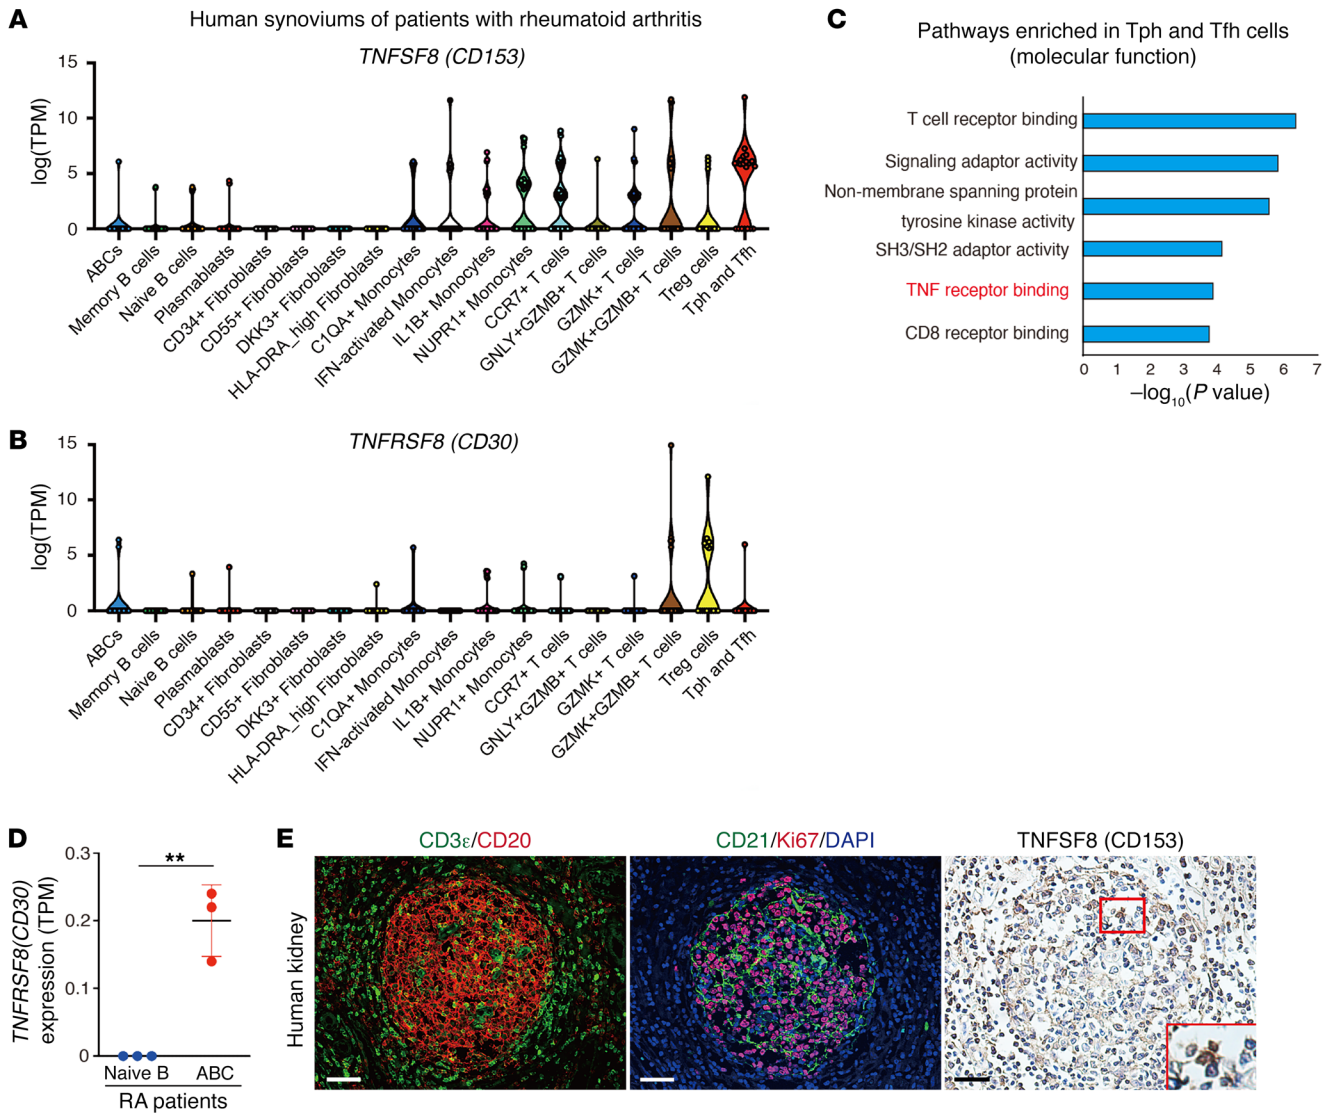 A
Human synoviums of patients with rheumatoid arthritis
TNFSF8 (CD153)
log(TPM)
15
10
5
0
ABCs
Memory B cells
Naive B cells
Plasmablasts
CD34+ Fibroblasts
CD55+ Fibroblasts
DKK3+ Fibroblasts
HLA-DRA_high Fibroblasts
C1QA+ Monocytes
IFN-activated Monocytes
IL1B+ Monocytes
NUPR1+ Monocytes
CCR7+ T cells
GNLY+GZMB+ T cells
GZMK+ T cells
GZMK+GZMB+ T cells
Treg cells
Tph and Tfh
B
TNFRSF8 (CD30)
log(TPM)
15
10
5
0
ABCs
Memory B cells
Naive B cells
Plasmablasts
CD34+ Fibroblasts
CD55+ Fibroblasts
DKK3+ Fibroblasts
HLA-DRA_high Fibroblasts
C1QA+ Monocytes
IFN-activated Monocytes
IL1B+ Monocytes
NUPR1+ Monocytes
CCR7+ T cells
GNLY+GZMB+ T cells
GZMK+ T cells
GZMK+GZMB+ T cells
Treg cells
Tph and Tfh
C
Pathways enriched in Tph and Tfh cells
(molecular function)
T cell receptor binding
Signaling adaptor activity
Non-membrane spanning protein
tyrosine kinase activity
SH3/SH2 adaptor activity
TNF receptor binding
CD8 receptor binding
0 1 2 3 4 5 6 7
–log10(P value)
D
TNFRSF8(CD30)
expression (TPM)
0.3
0.2
0.1
0
**
Naive B ABC
RA patients
E
Human kidney
CD3ε/CD20
CD21/Ki67/DAPI
TNFSF8 (CD153)